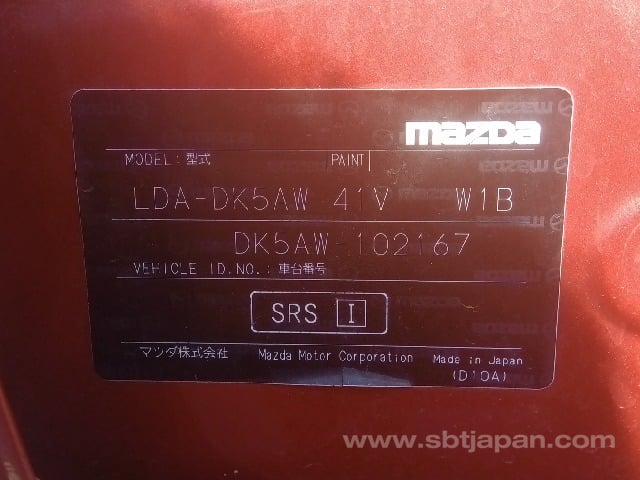 mazda
MODEL：型式 PAINT
LDA-DK5AW 41V W1B
DK5AW-102167
VEHICLE ID.NO.：車台番号
SRS I
マツダ株式会社 Mazda Motor Corporation Made in Japan
(D10A)
www.sbtjapan.com